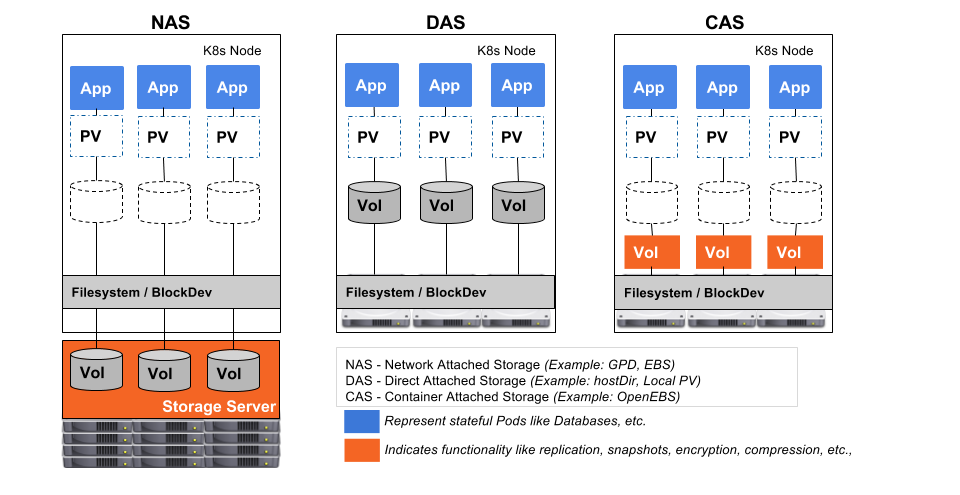 NAS
K8s Node
App
App
App
PV
PV
PV
Filesystem / BlockDev
Vol
Vol
Vol
Storage Server
DAS
K8s Node
App
App
App
PV
PV
PV
Vol
Vol
Vol
Filesystem / BlockDev
CAS
K8s Node
App
App
App
PV
PV
PV
Vol
Vol
Vol
Filesystem / BlockDev
NAS - Network Attached Storage (Example: GPD, EBS)
DAS - Direct Attached Storage (Example: hostDir, Local PV)
CAS - Container Attached Storage (Example: OpenEBS)
Represent stateful Pods like Databases, etc.
Indicates functionality like replication, snapshots, encryption, compression, etc.,